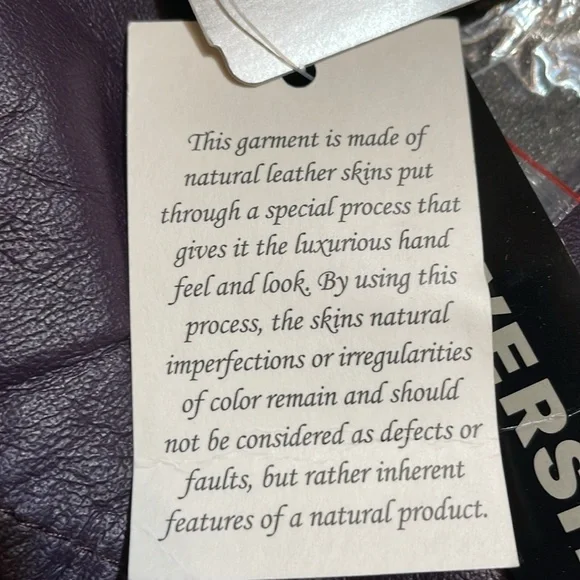 This garment is made of
natural leather skins put
through a special process that
gives it the luxurious hand
feel and look. By using this
process, the skins natural
imperfections or irregularities
of color remain and should
not be considered as defects or
faults, but rather inherent
features of a natural product.